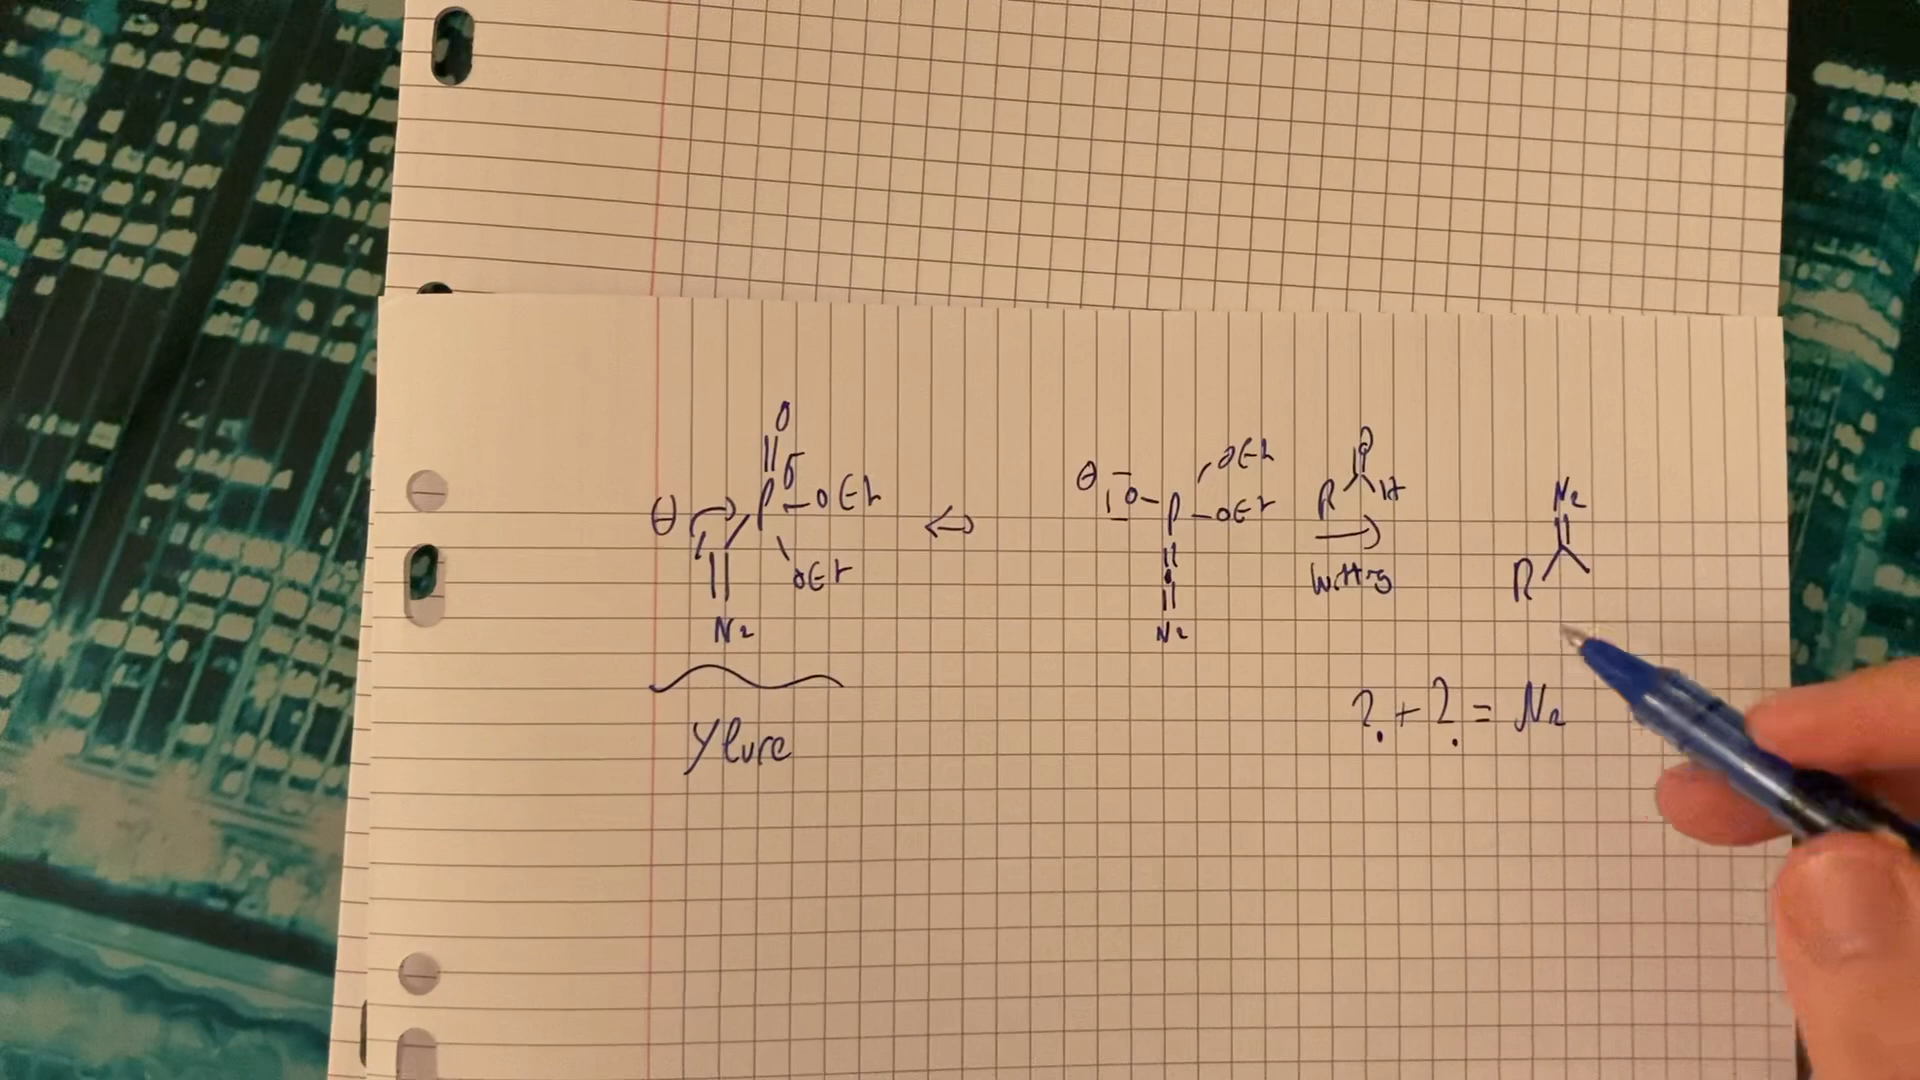 O
θ P δ -OEt
OEt
N2
Ylure
↔
θ |O-P OEt
-OEt
N2
R O H
→
Wittig
N2
R
? + ? = N2